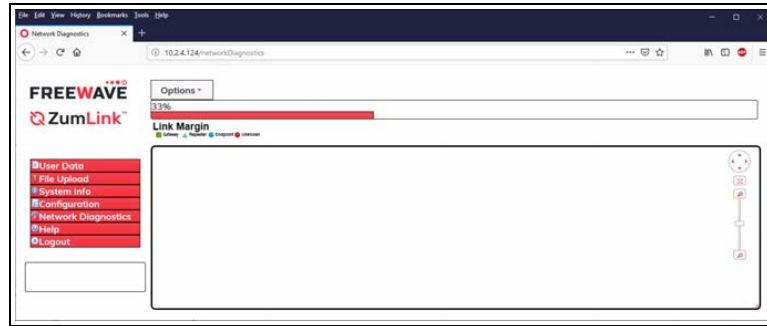 File Edit View History Bookmarks Tools Help
Network Diagnostics
10.2.4.124/networkDiagnostics
FREEWAVE
ZumLink™
Options
33%
Link Margin
Gateway Repeater Endpoint Unknown
User Data
File Upload
System Info
Configuration
Network Diagnostics
Help
Logout